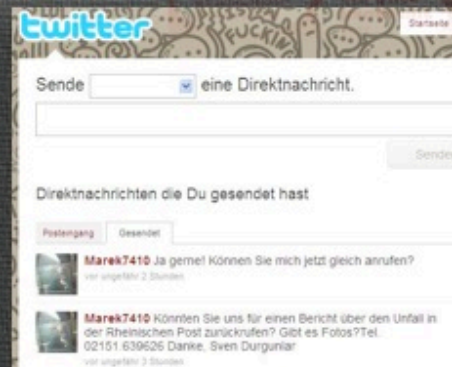 twitter
FUCKIN
Startseite
Sende eine Direktnachricht.
Senden
Direktnachrichten die Du gesendet hast
Posteingang Gesendet
Marek7410 Ja gerne! Können Sie mich jetzt gleich anrufen?
vor ungefähr 2 Stunden
Marek7410 Könnten Sie uns für einen Bericht über den Unfall in
der Rheinischen Post zurückrufen? Gibt es Fotos?Tel.
02151.639626 Danke, Sven Durgunlar
vor ungefähr 3 Stunden